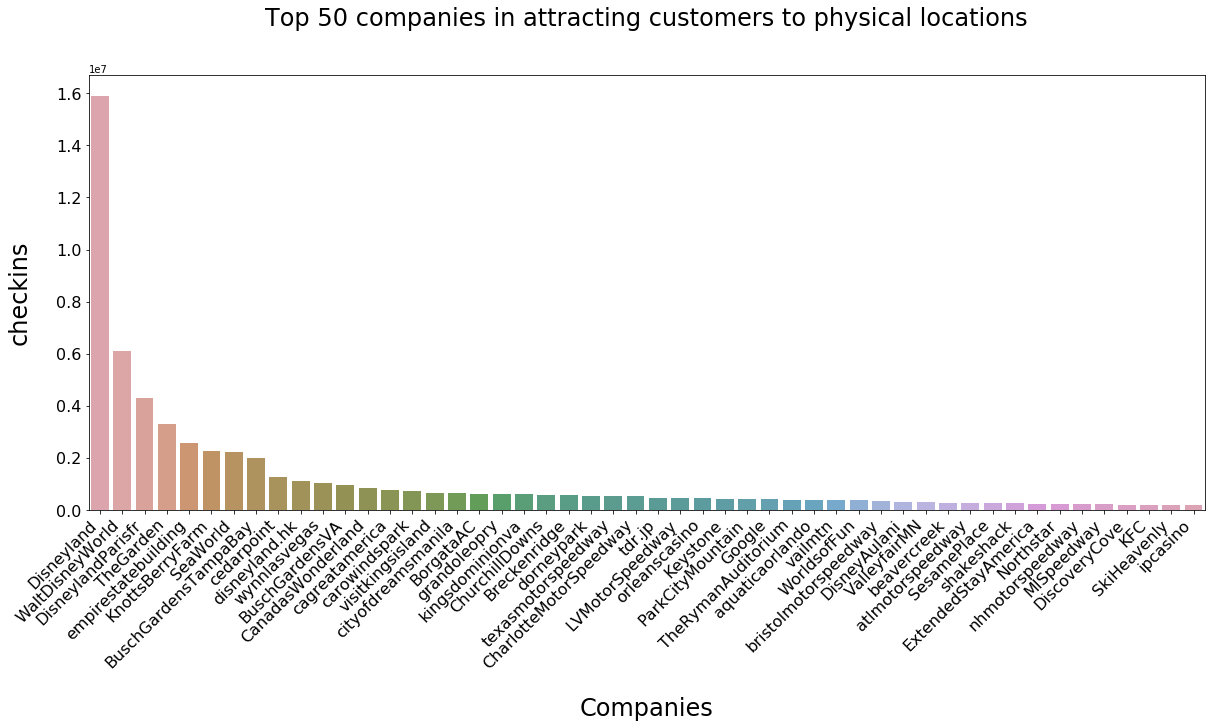 Top 50 companies in attracting customers to physical locations
1e7
1.6
1.4
1.2
1.0
0.8
0.6
0.4
0.2
0.0
checkins
Disneyland
WaltDisneyWorld
DisneylandParisfr
TheGarden
empirestatebuilding
KnottsBerryFarm
SeaWorld
BuschGardensTampaBay
cedarpoint
disneyland.hk
wynnlasvegas
BuschGardensVA
CanadasWonderland
cagreatamerica
carowindspark
visitkingsisland
cityofdreamsmanila
BorgataAC
grandoleopry
kingsdominionva
ChurchillDowns
Breckenridge
dorneypark
texasmotorspeedway
CharlotteMotorSpeedway
tdr.jp
LVMotorSpeedway
orleanscasino
Keystone
ParkCityMountain
Google
TheRymanAuditorium
aquaticaorlando
vailmtn
WorldsofFun
bristolmotorspeedway
DisneyAulani
ValleyfairMN
beavercreek
atlmotorspeedway
SesamePlace
shakeshack
ExtendedStayAmerica
Northstar
nhmotorspeedway
MISpeedway
DiscoveryCove
KFC
SkiHeavenly
ipcasino
Companies